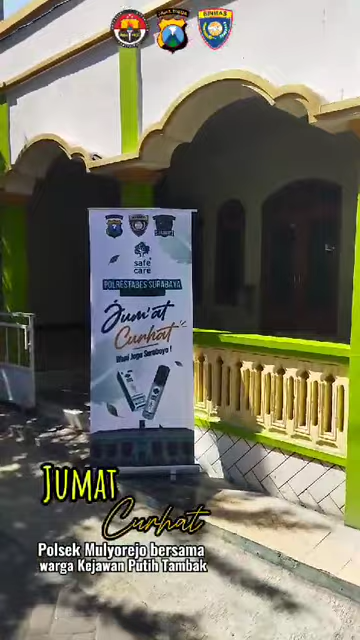 BINMAS
safe
care
POLRESTABES SURABAYA
Jum'at
Curhat
Wani Jogo Suroboyo !
JUMAT
Curhat
Polsek Mulyorejo bersama
warga Kejawan Putih Tambak